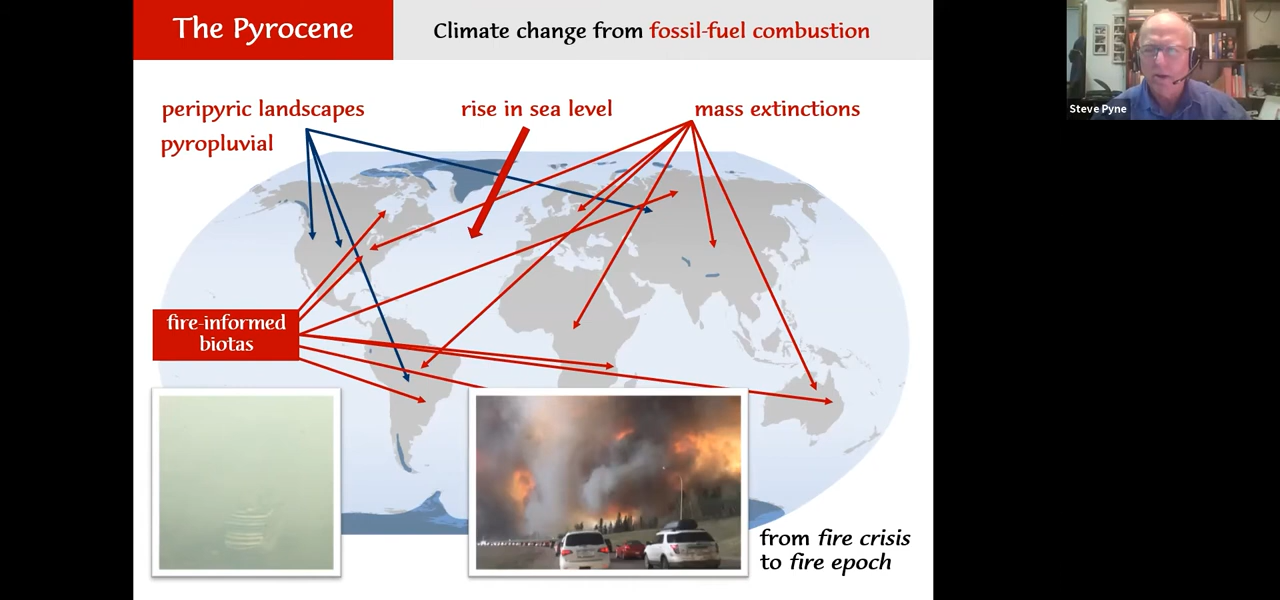 The Pyrocene
Climate change from fossil-fuel combustion
Steve Pyne
peripyric landscapes
pyropluvial
rise in sea level
mass extinctions
fire-informed
biotas
from fire crisis
to fire epoch